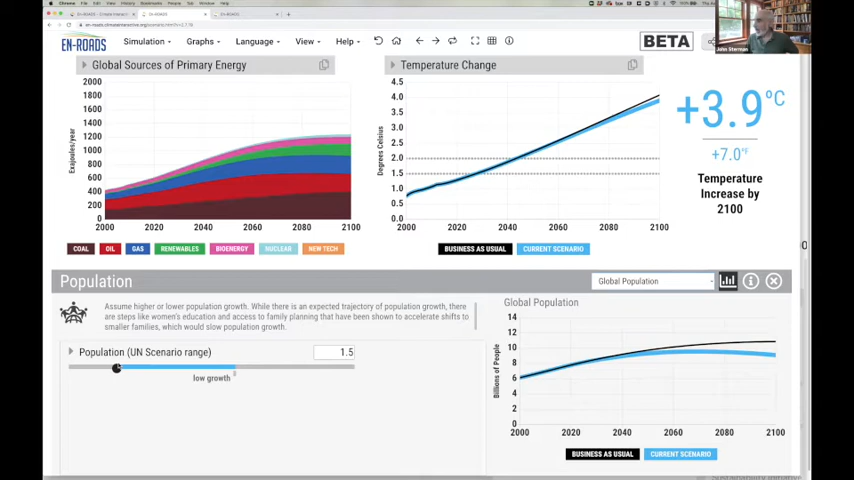 EN-ROADS
Simulation
Graphs
Language
View
Help
BETA
John Sterman
Global Sources of Primary Energy
2000
1800
1600
1400
1200
1000
800
600
400
200
0
Exajoules/year
2000 2020 2040 2060 2080 2100
COAL OIL GAS RENEWABLES BIOENERGY NUCLEAR NEW TECH
Temperature Change
4.5
4.0
3.5
3.0
2.5
2.0
1.5
1.0
0.5
0.0
Degrees Celsius
2000 2020 2040 2060 2080 2100
BUSINESS AS USUAL CURRENT SCENARIO
+3.9°C
+7.0°F
Temperature
Increase by
2100
Population
Global Population
Assume higher or lower population growth. While there is an expected trajectory of population growth, there
are steps like women's education and access to family planning that have been shown to accelerate shifts to
smaller families, which would slow population growth.
Population (UN Scenario range) 1.5
low growth
Global Population
14
12
10
8
6
4
2
0
Billions of People
2000 2020 2040 2060 2080 2100
BUSINESS AS USUAL CURRENT SCENARIO